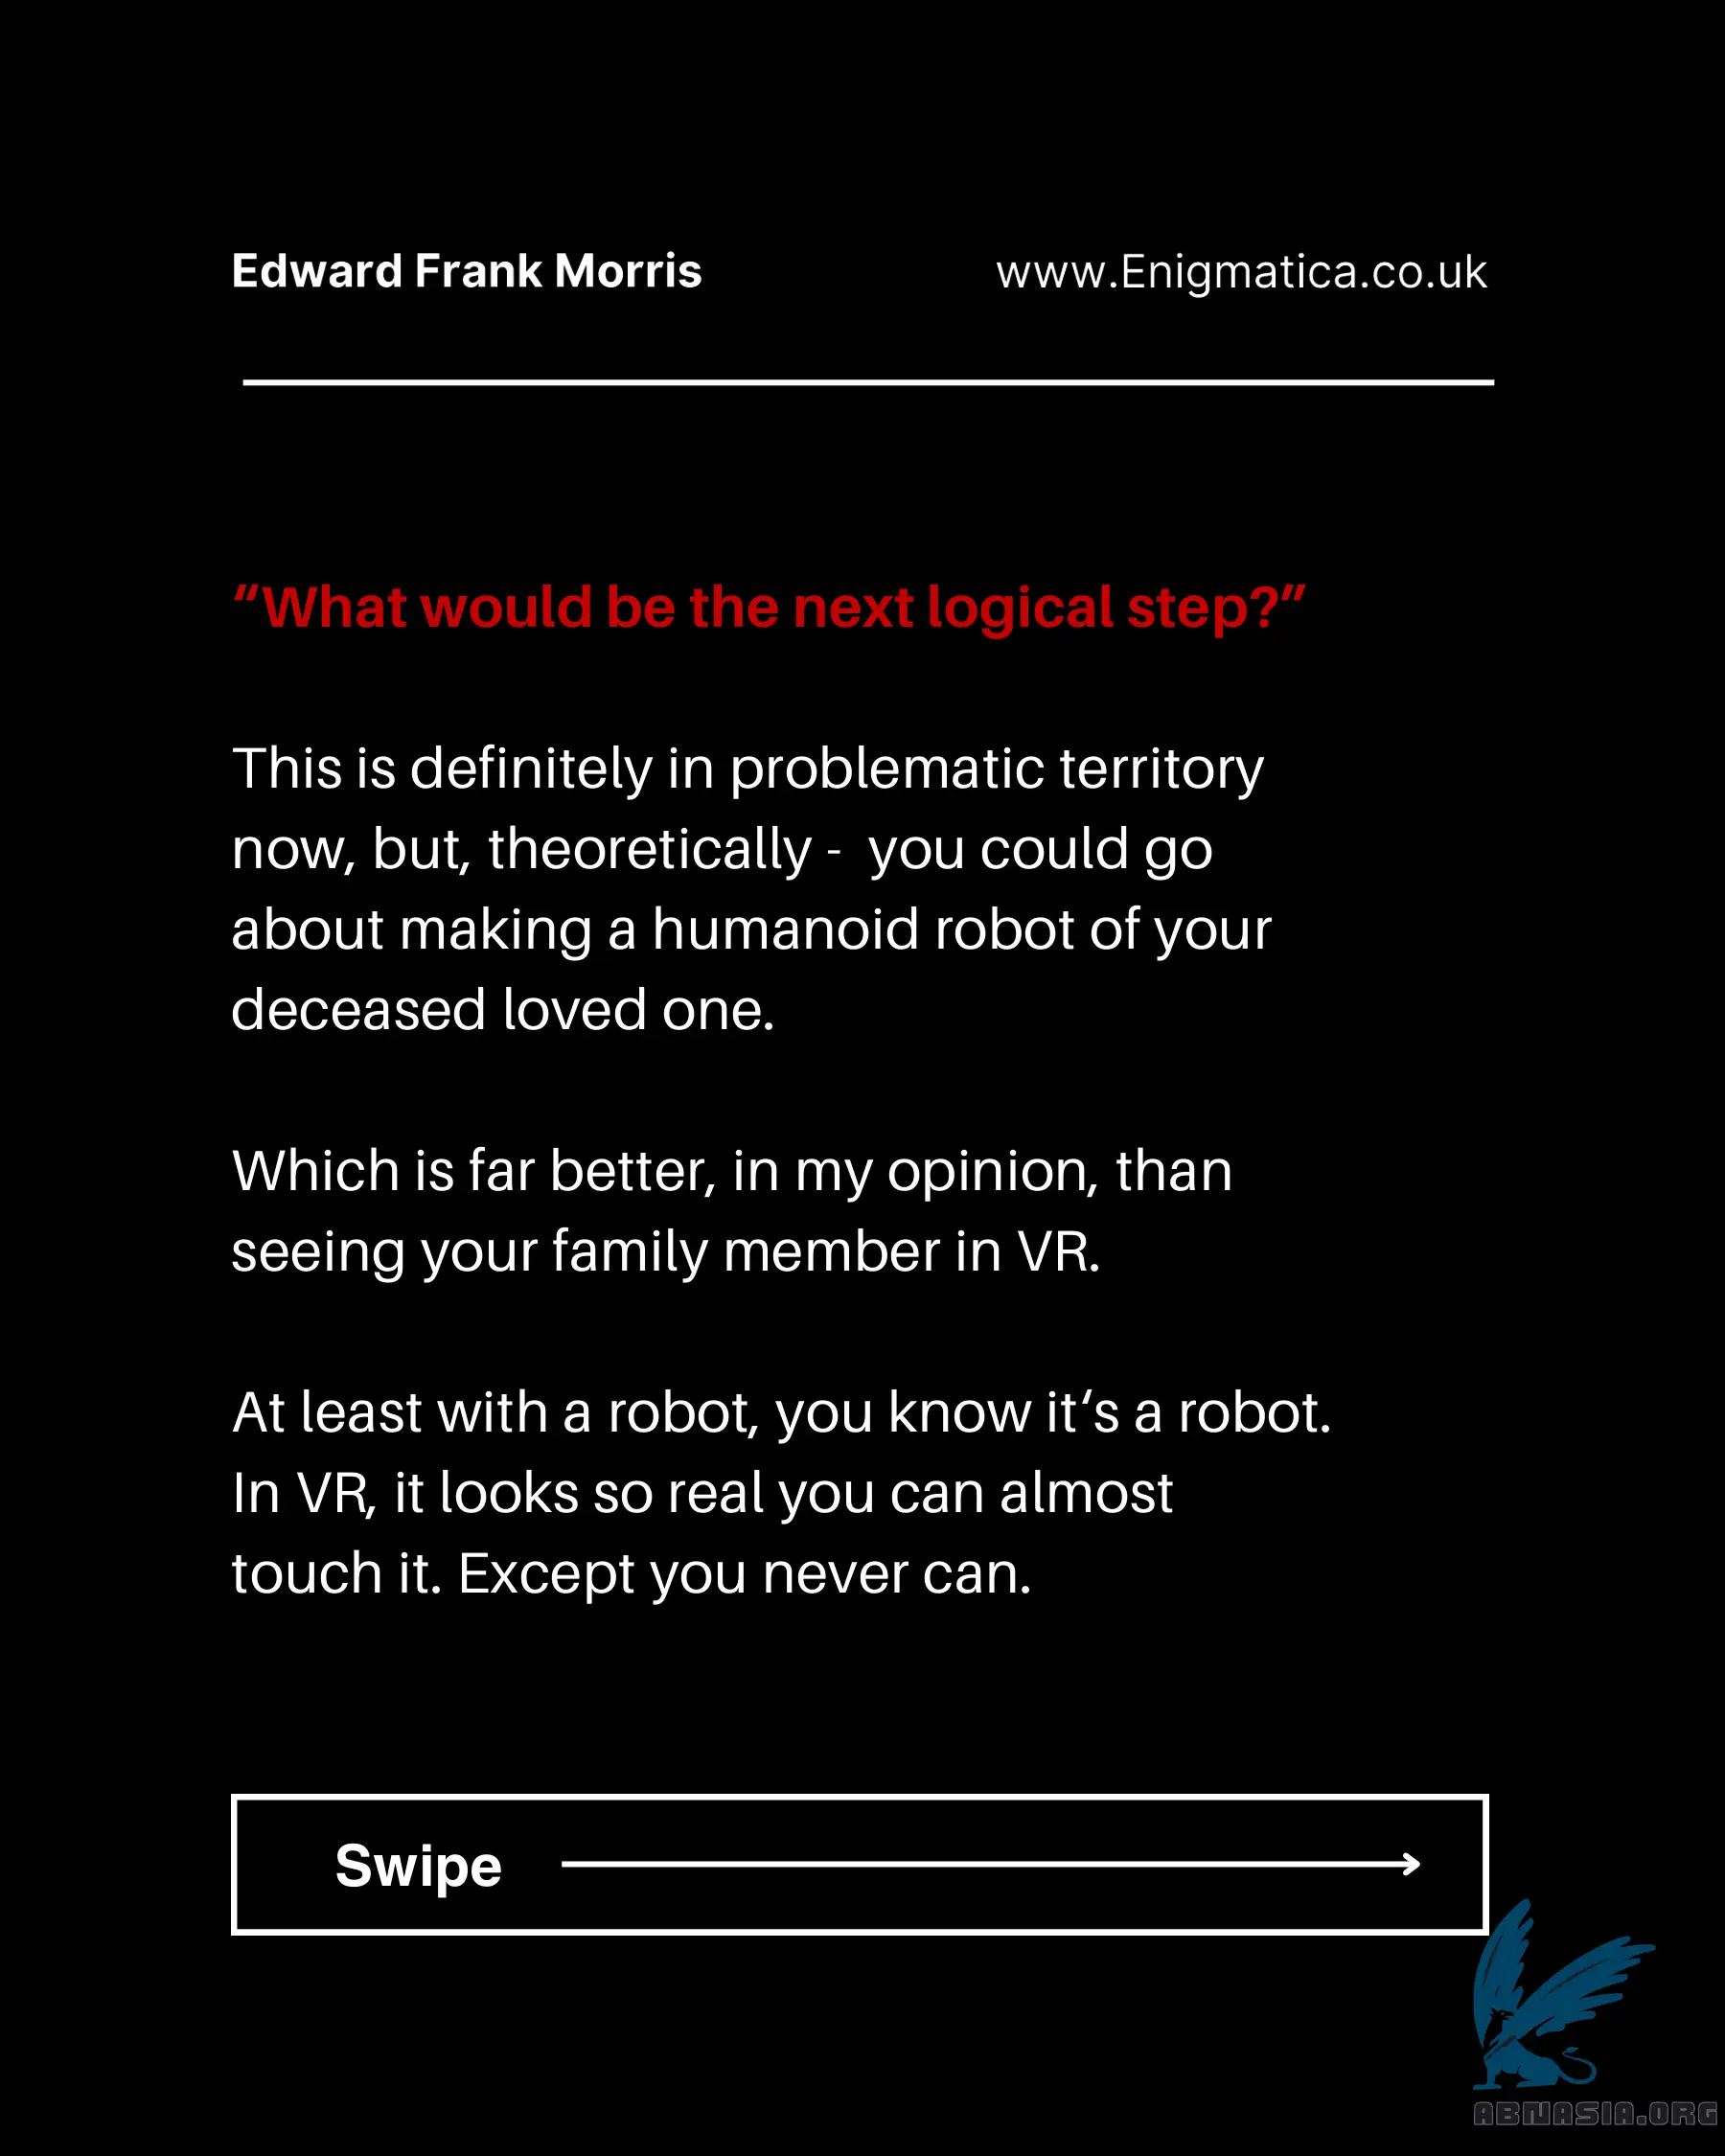 Edward Frank Morris
www.Enigmatica.co.uk
“What would be the next logical step?”
This is definitely in problematic territory
now, but, theoretically -  you could go
about making a humanoid robot of your
deceased loved one.
Which is far better, in my opinion, than
seeing your family member in VR.
At least with a robot, you know it‘s a robot.
In VR, it looks so real you can almost
touch it. Except you never can.
Swipe
ABNASIA.ORG